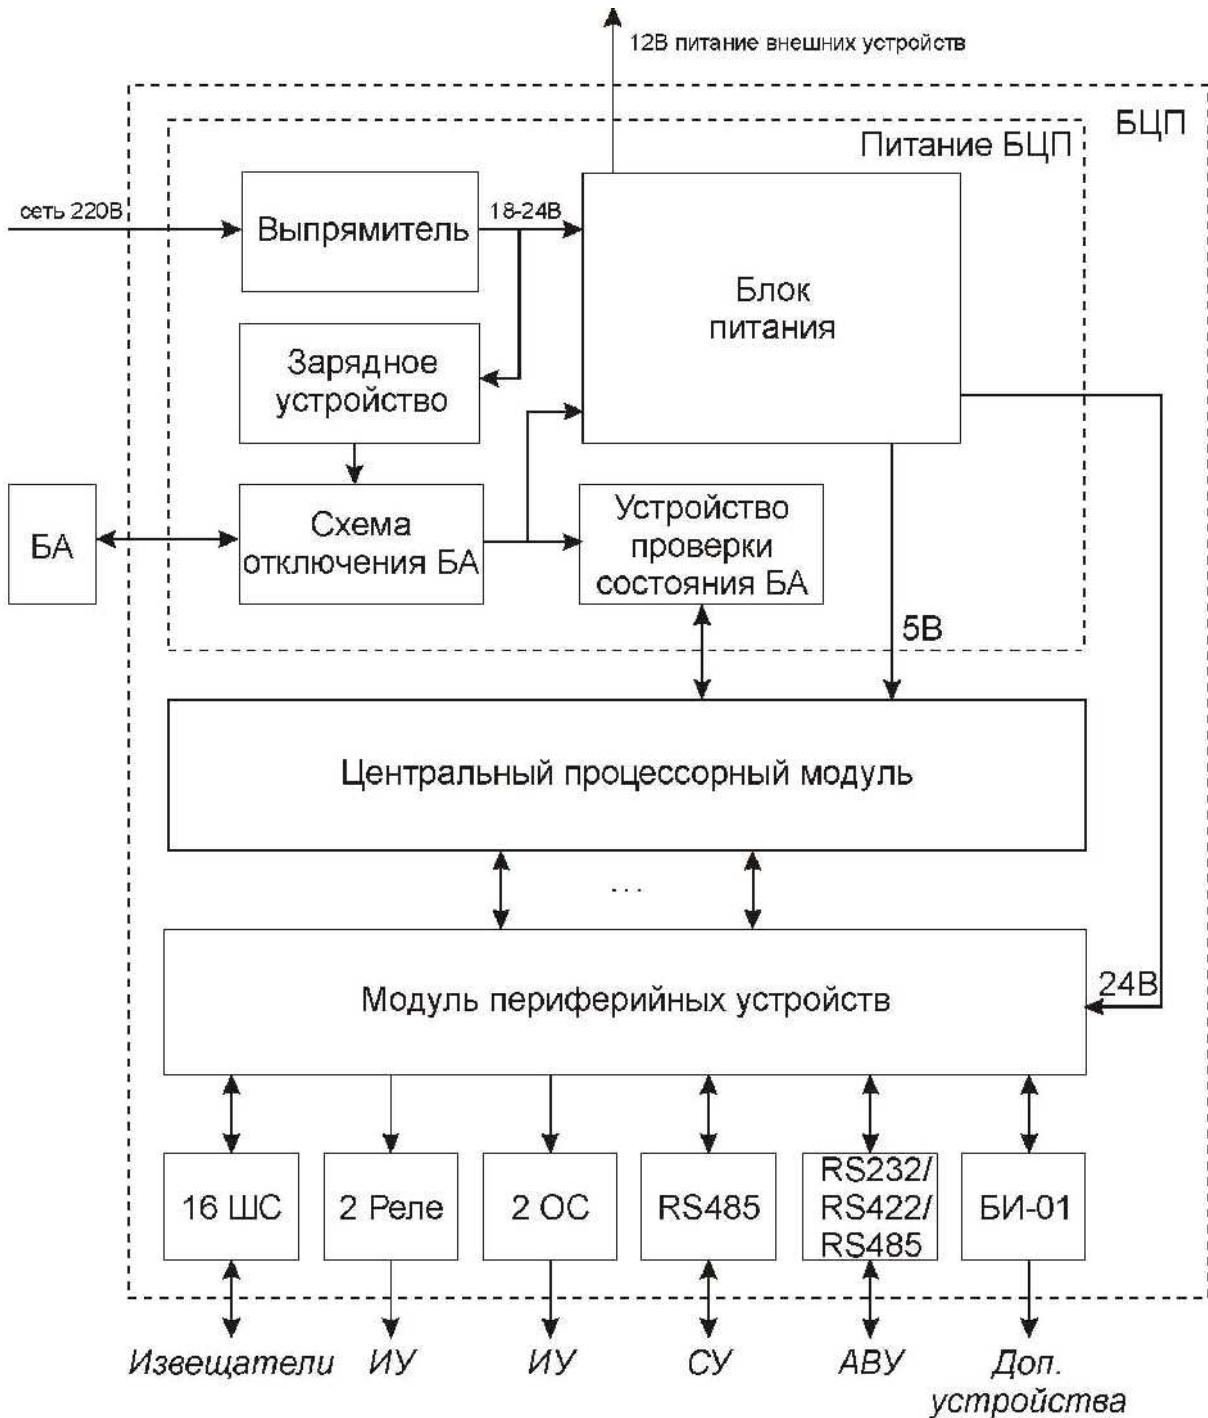 12В питание внешних устройств
БЦП
Питание БЦП
сеть 220В
Выпрямитель
18-24В
Блок
питания
Зарядное
устройство
БА
Схема
отключения БА
Устройство
проверки
состояния БА
5В
Центральный процессорный модуль
...
Модуль периферийных устройств
24В
16 ШС
2 Реле
2 ОС
RS485
RS232/
RS422/
RS485
БИ-01
Извещатели
ИУ
ИУ
СУ
АВУ
Доп.
устройства